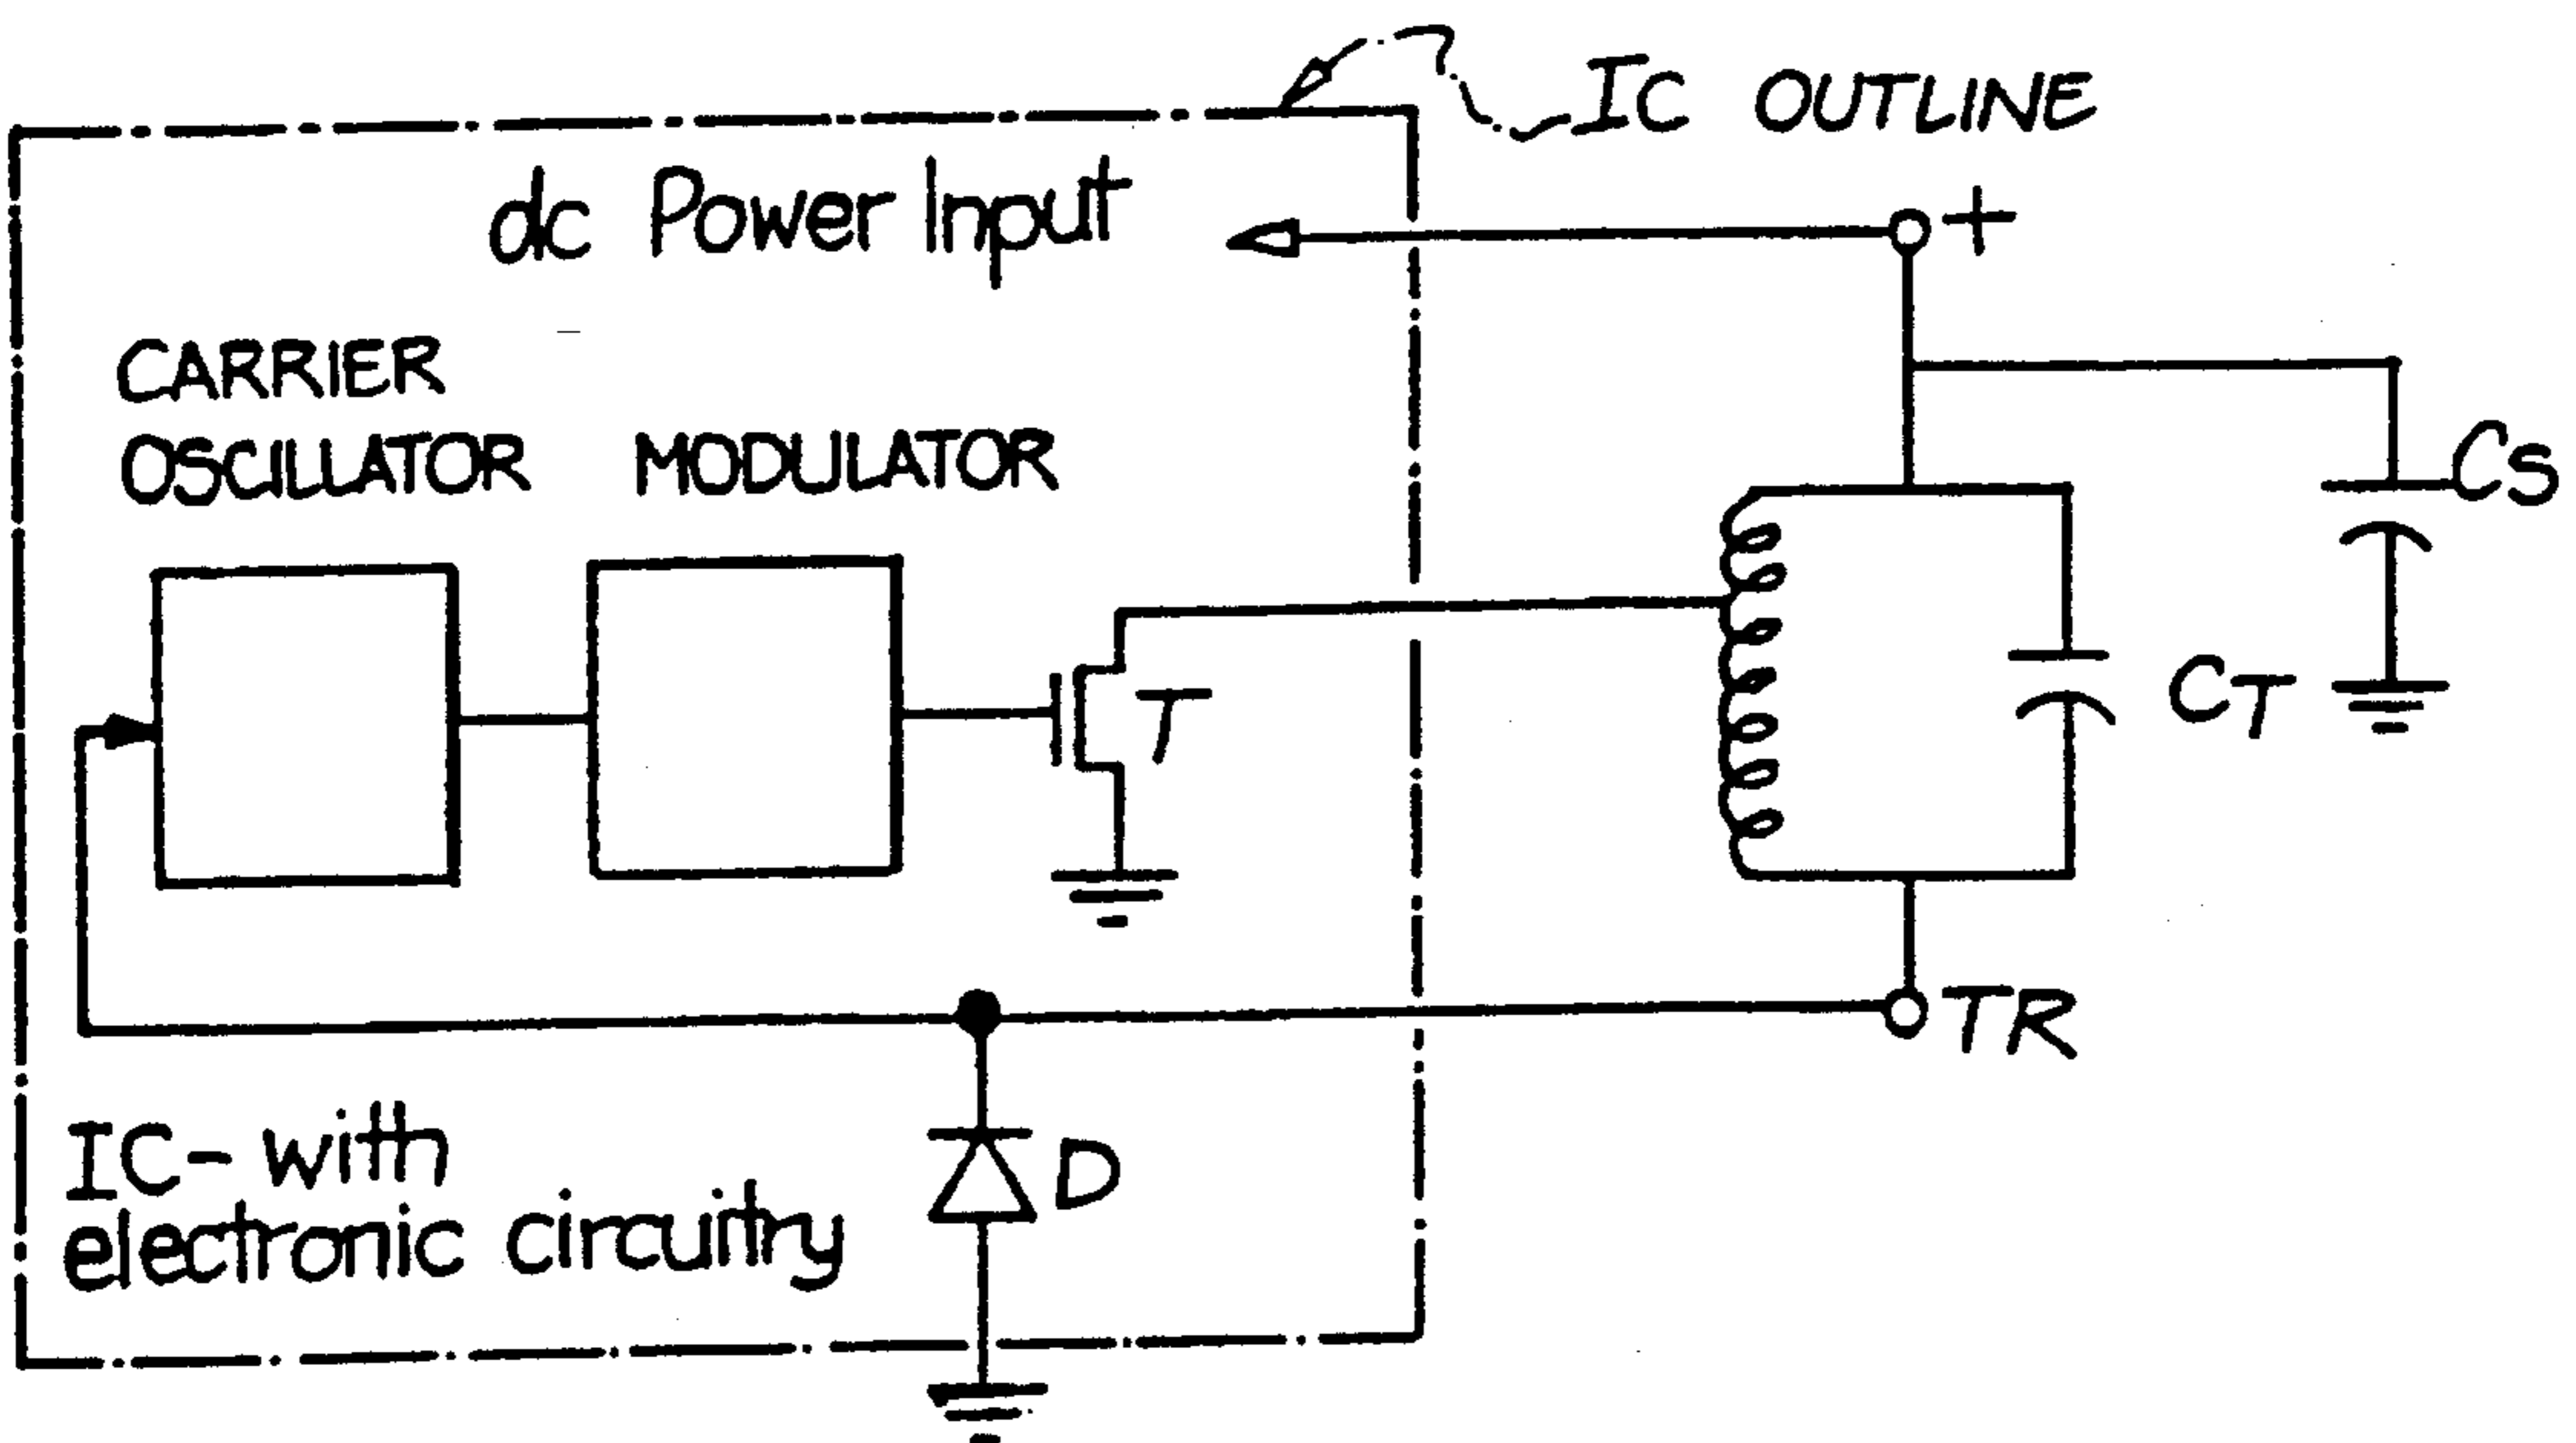 IC OUTLINE
dc Power Input
+
CARRIER
OSCILLATOR MODULATOR
CS
T
CT
TR
IC- with
electronic circuitry
D